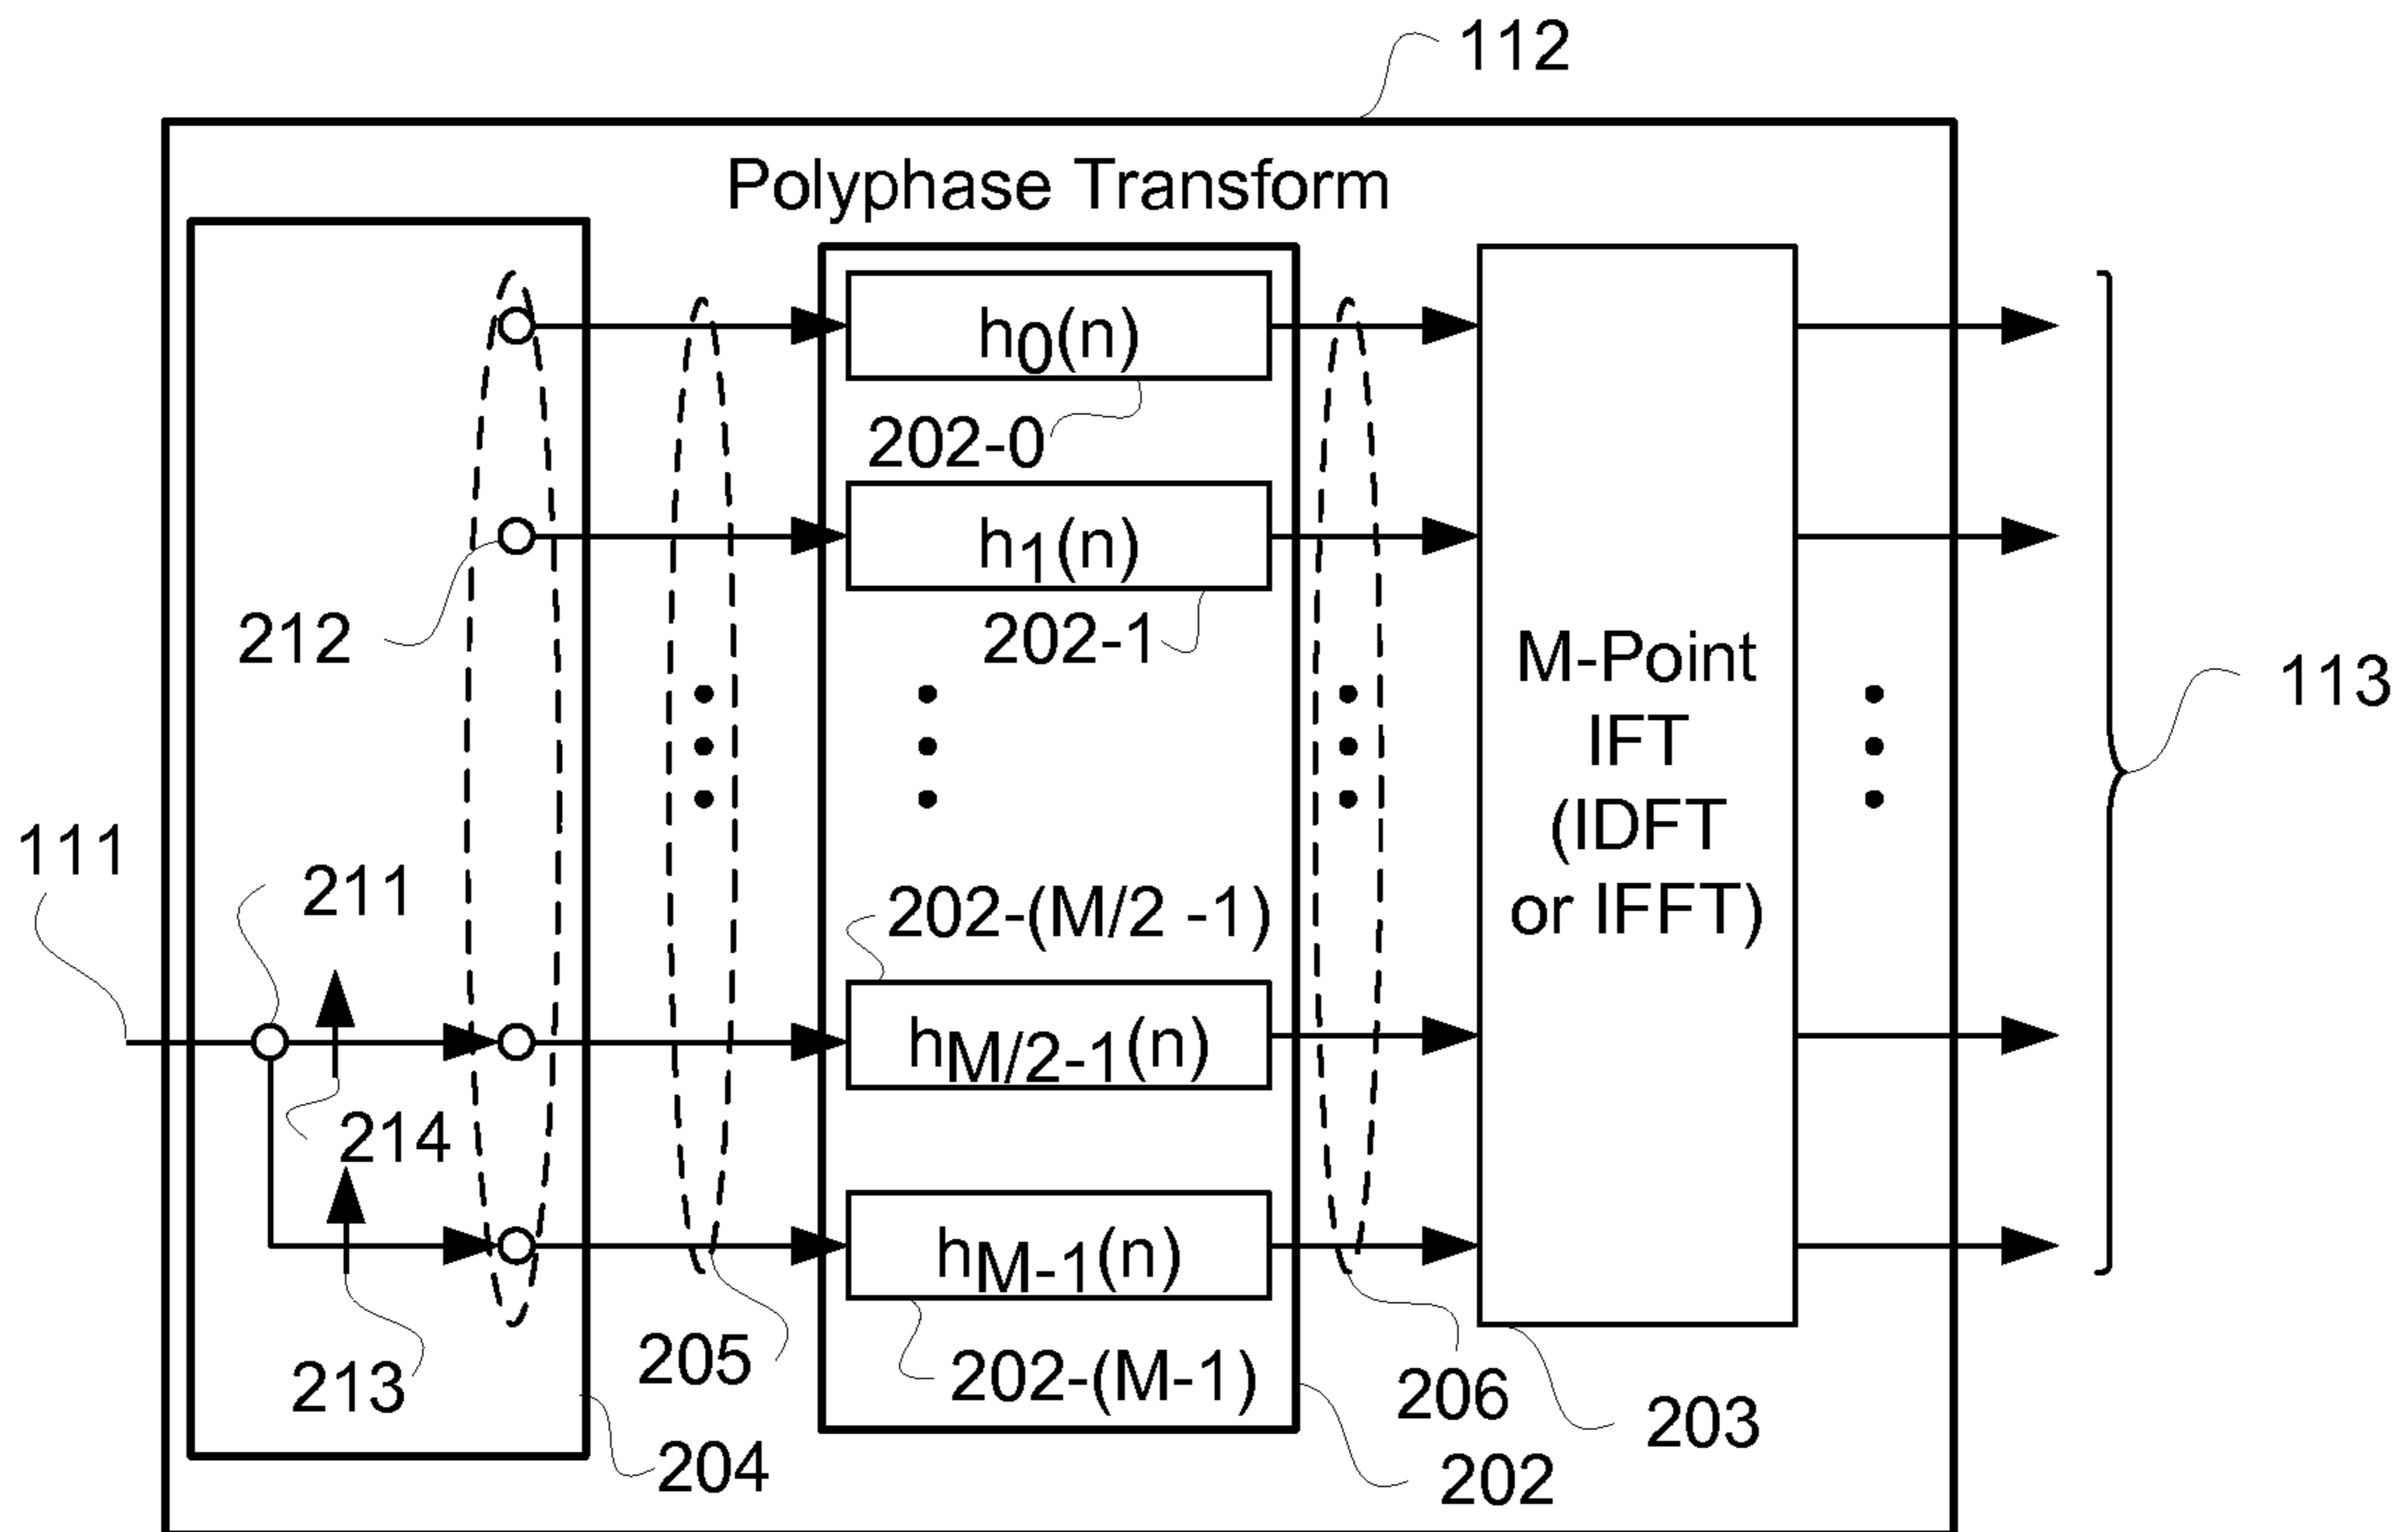 112
Polyphase Transform
h0(n)
202-0
h1(n)
212
202-1
M-Point
IFT
(IDFT
or IFFT)
113
111
211
202-(M/2 -1)
hM/2-1(n)
214
hM-1(n)
213
205
202-(M-1)
206
203
204
202